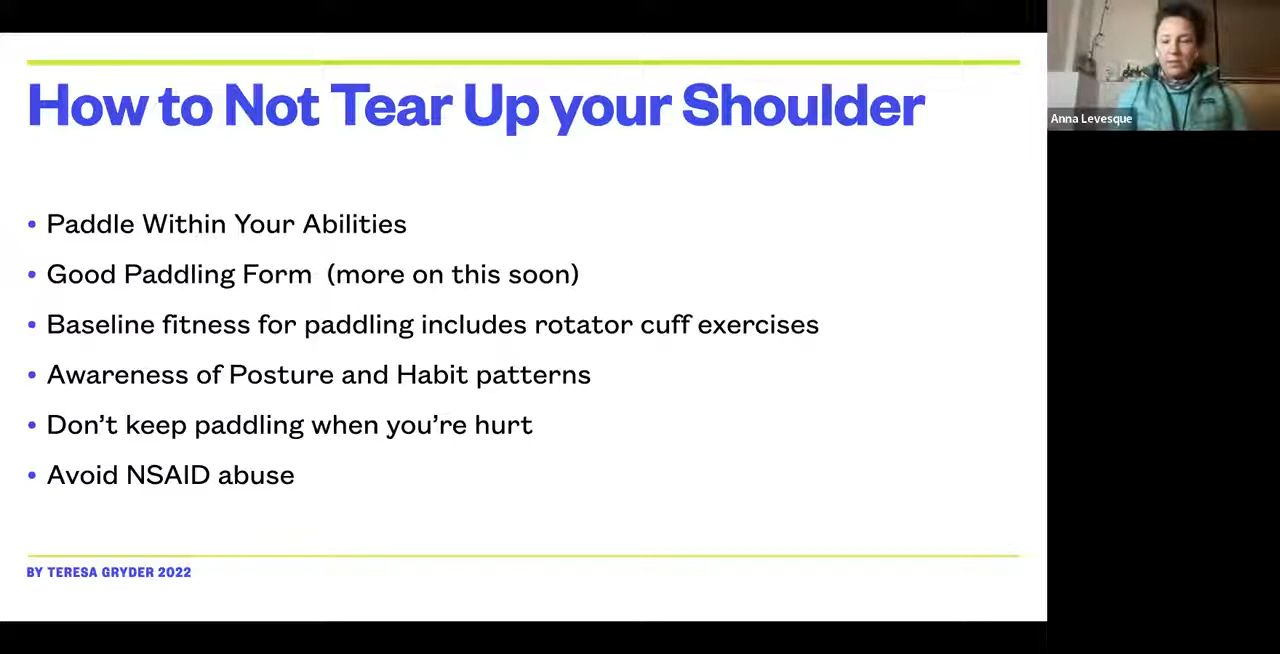 How to Not Tear Up your Shoulder
• Paddle Within Your Abilities
• Good Paddling Form (more on this soon)
• Baseline fitness for paddling includes rotator cuff exercises
• Awareness of Posture and Habit patterns
• Don’t keep paddling when you’re hurt
• Avoid NSAID abuse
BY TERESA GRYDER 2022
Anna Levesque